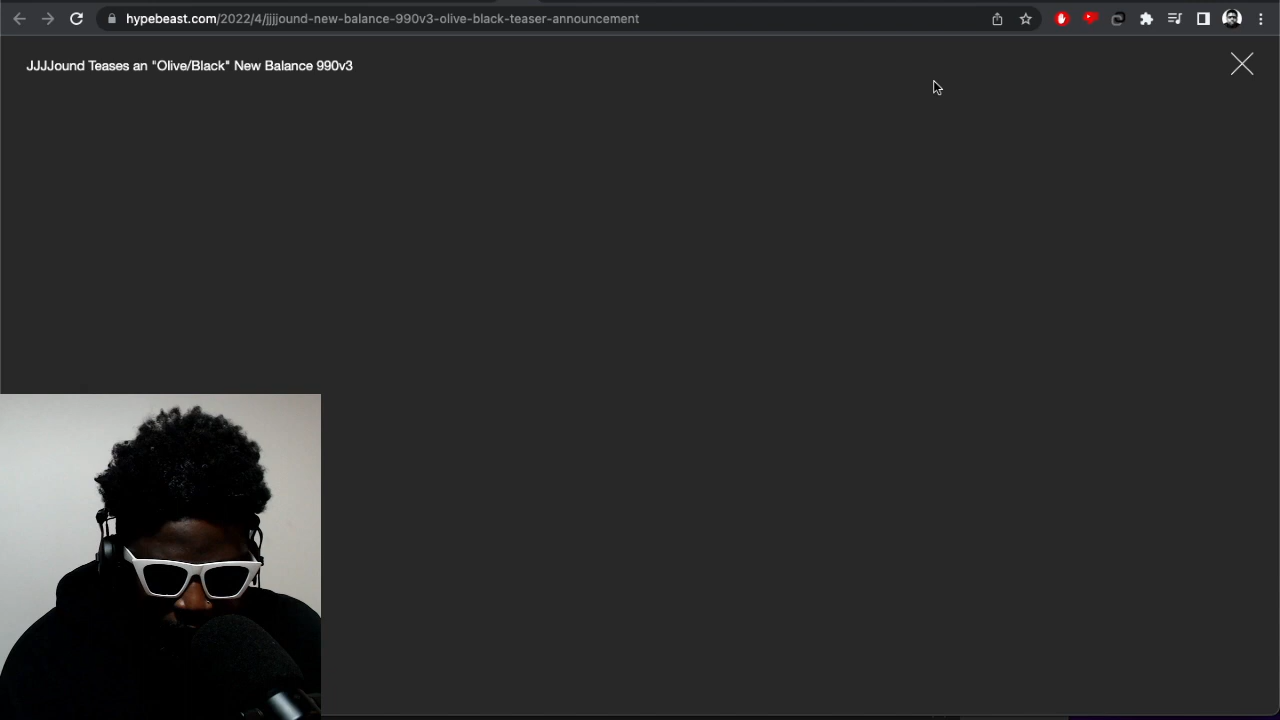 hypebeast.com/2022/4/jjjjound-new-balance-990v3-olive-black-teaser-announcement
JJJJound Teases an "Olive/Black" New Balance 990v3